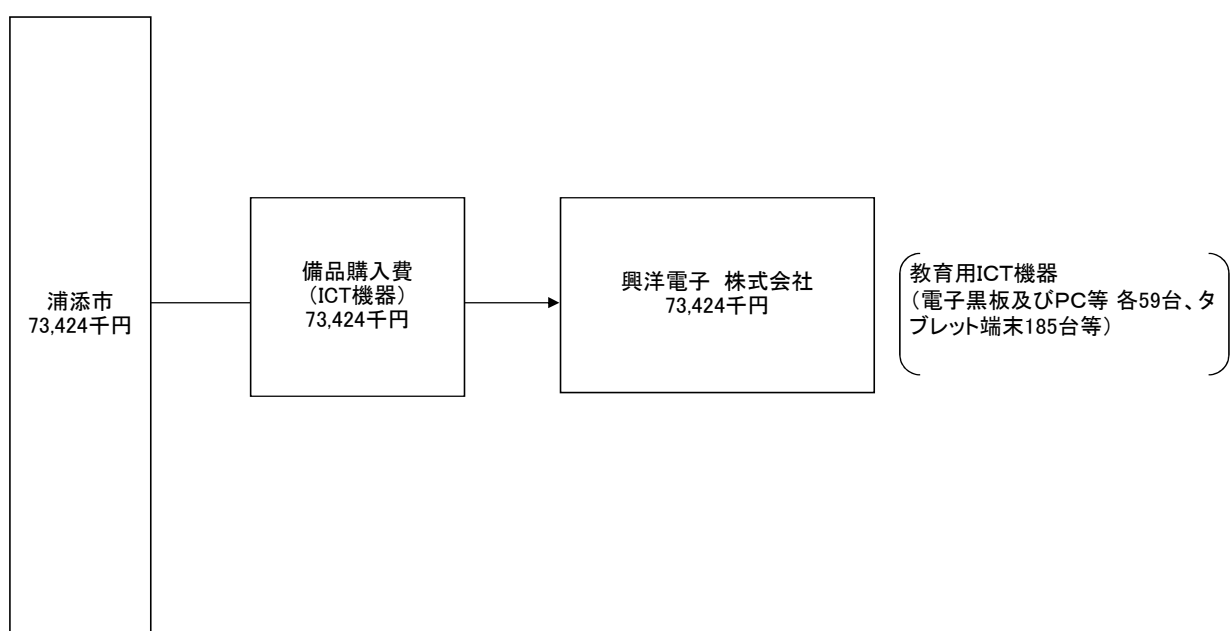 浦添市
73,424千円
備品購入費
(ICT機器)
73,424千円
興洋電子　株式会社
73,424千円
教育用ICT機器
(電子黒板及びPC等 各59台、タ
ブレット端末185台等)